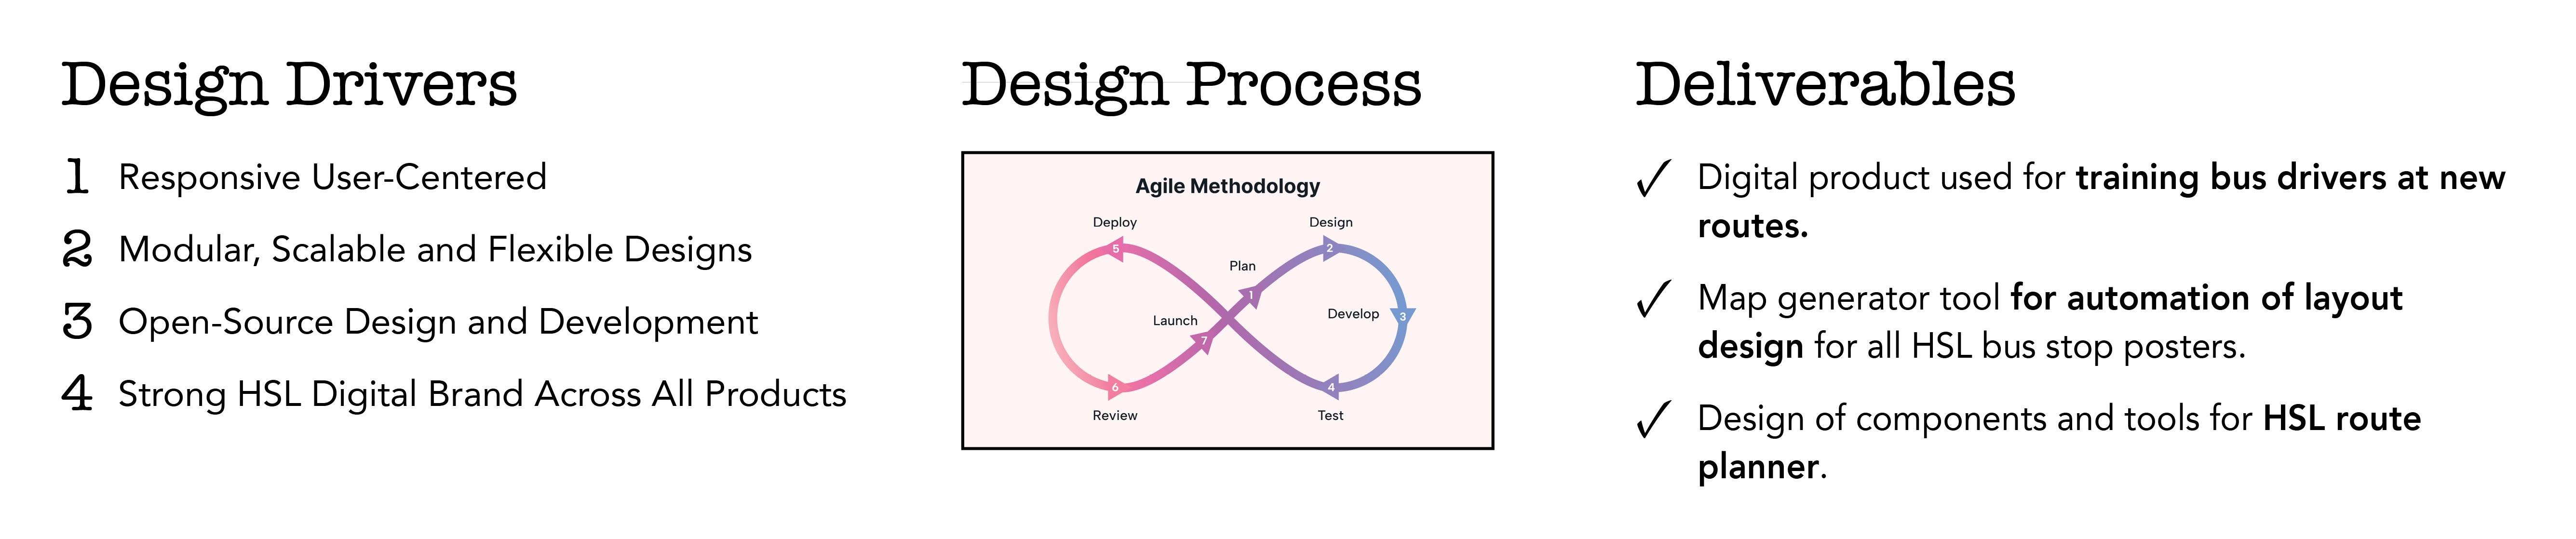 Design Drivers
1 Responsive User-Centered
2 Modular, Scalable and Flexible Designs
3 Open-Source Design and Development
4 Strong HSL Digital Brand Across All Products
Design Process
Agile Methodology
Deploy
Design
5
2
Plan
1
Launch
Develop
3
7
6
4
Review
Test
Deliverables
✓ Digital product used for training bus drivers at new
routes.
✓ Map generator tool for automation of layout
design for all HSL bus stop posters.
✓ Design of components and tools for HSL route
planner.